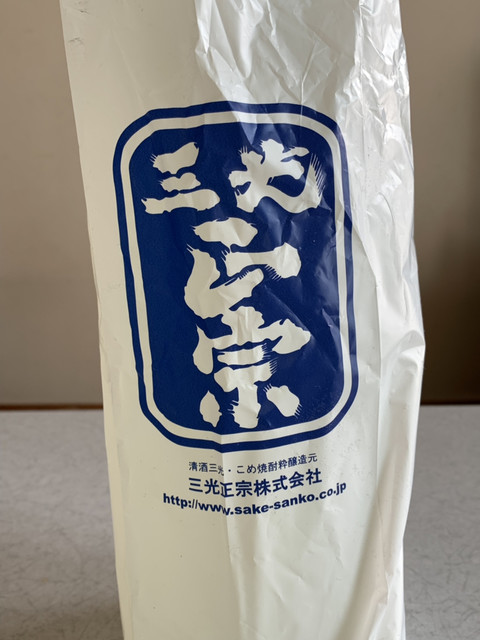 三光
正宗
清酒三光・こめ焼酎粋醸造元
三光正宗株式会社
http://www.sake-sanko.co.jp